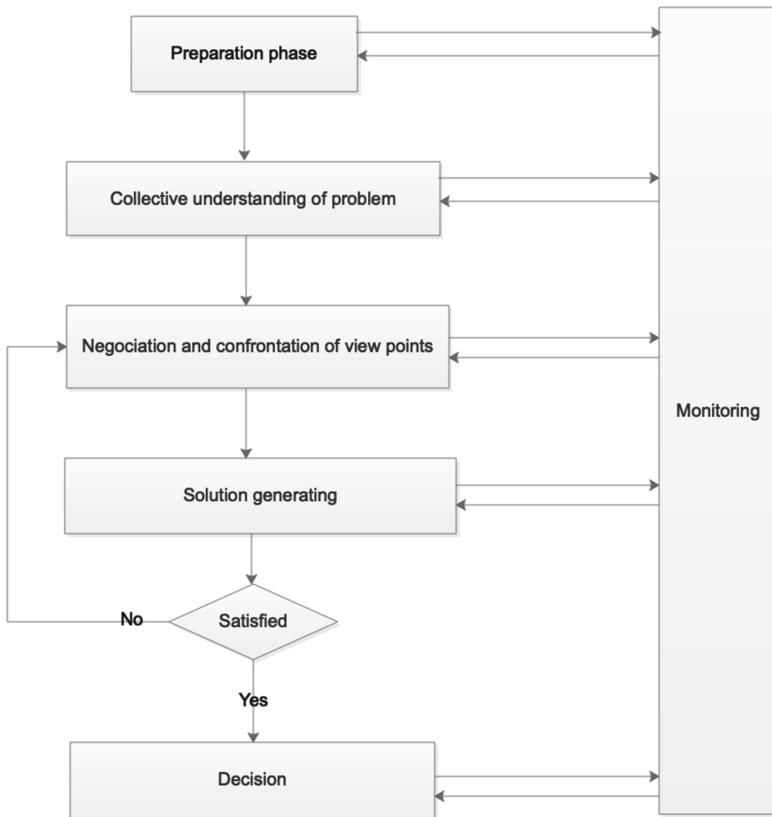 Preparation phase
Collective understanding of problem
Negociation and confrontation of view points
Monitoring
Solution generating
No
Satisfied
Yes
Decision